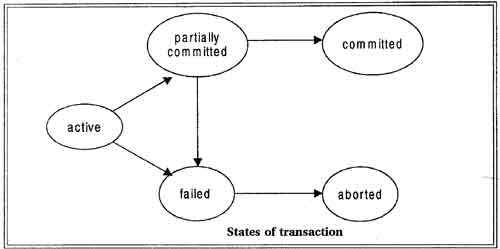 partially
committed
committed
active
failed
aborted
States of transaction